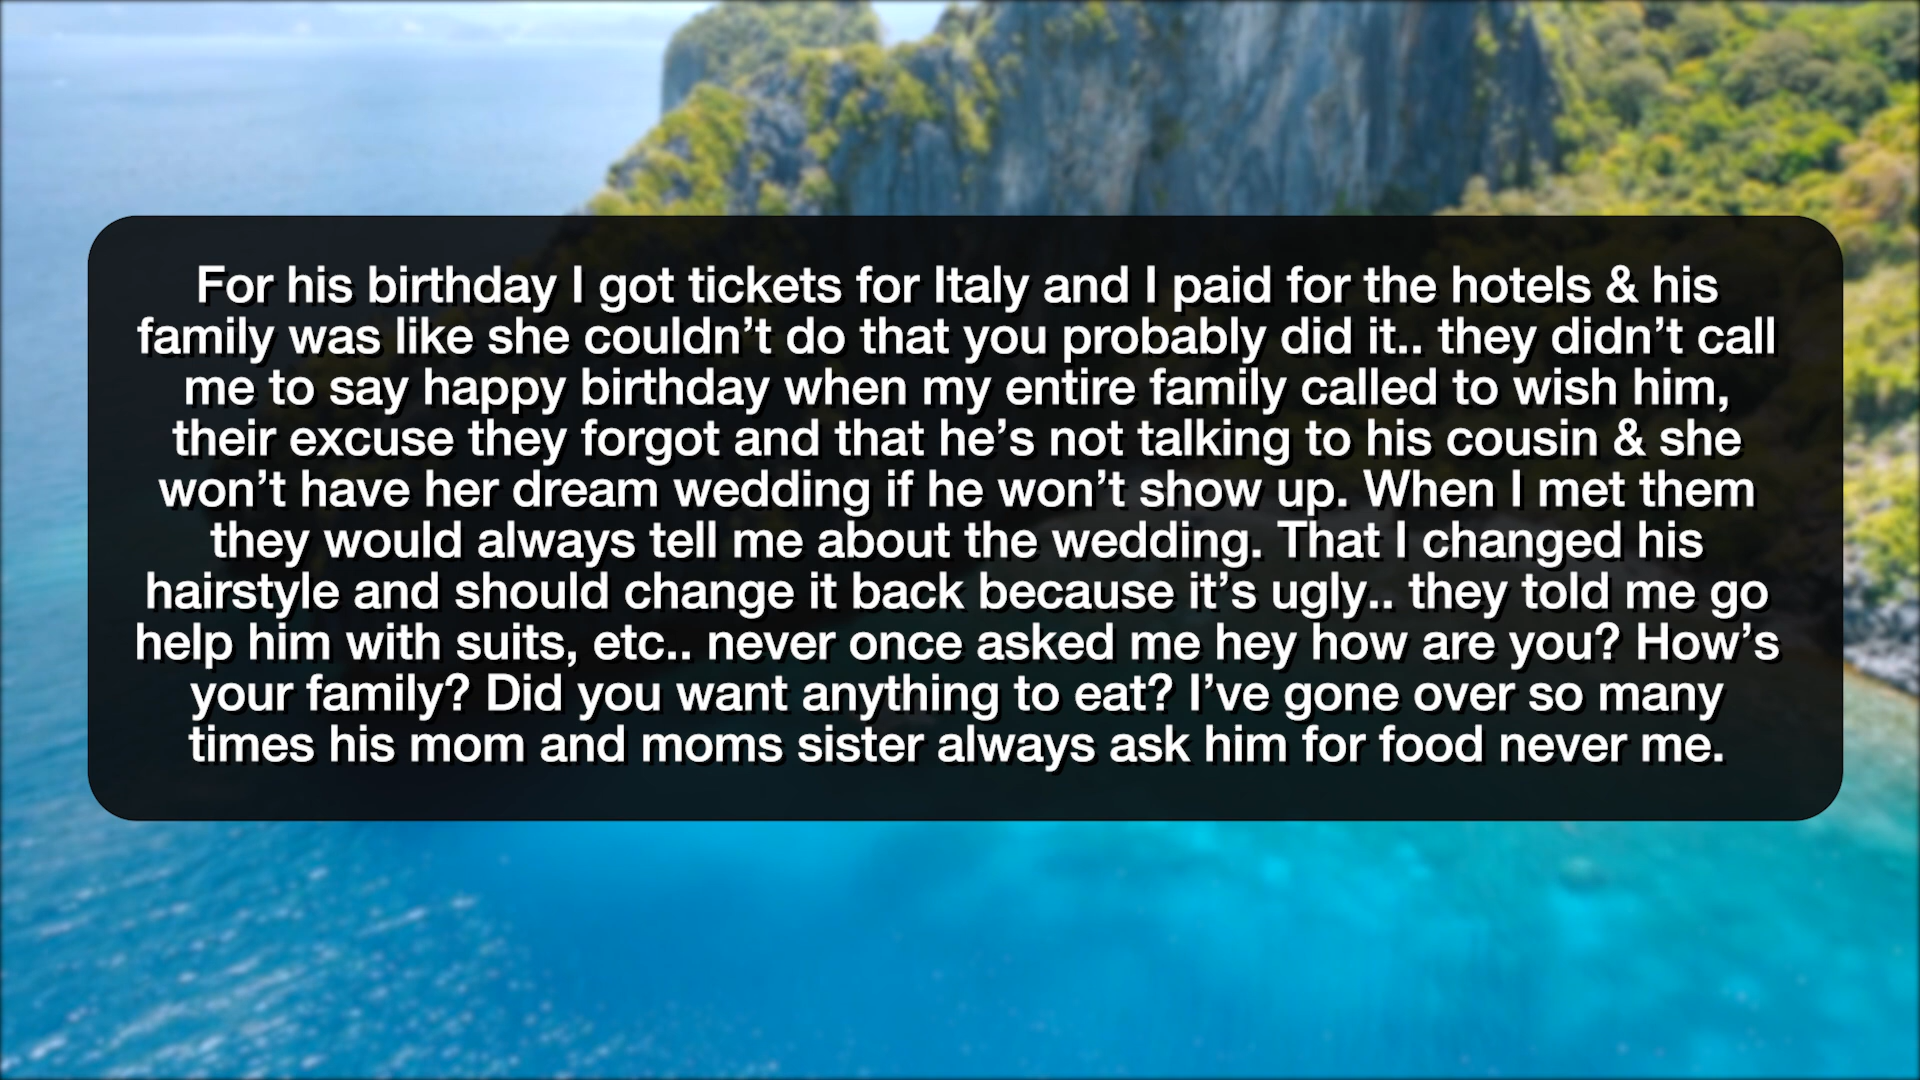 For his birthday I got tickets for Italy and I paid for the hotels & his
family was like she couldn’t do that you probably did it.. they didn’t call
me to say happy birthday when my entire family called to wish him,
their excuse they forgot and that he’s not talking to his cousin & she
won’t have her dream wedding if he won’t show up. When I met them
they would always tell me about the wedding. That I changed his
hairstyle and should change it back because it’s ugly.. they told me go
help him with suits, etc.. never once asked me hey how are you? How’s
your family? Did you want anything to eat? I’ve gone over so many
times his mom and moms sister always ask him for food never me.